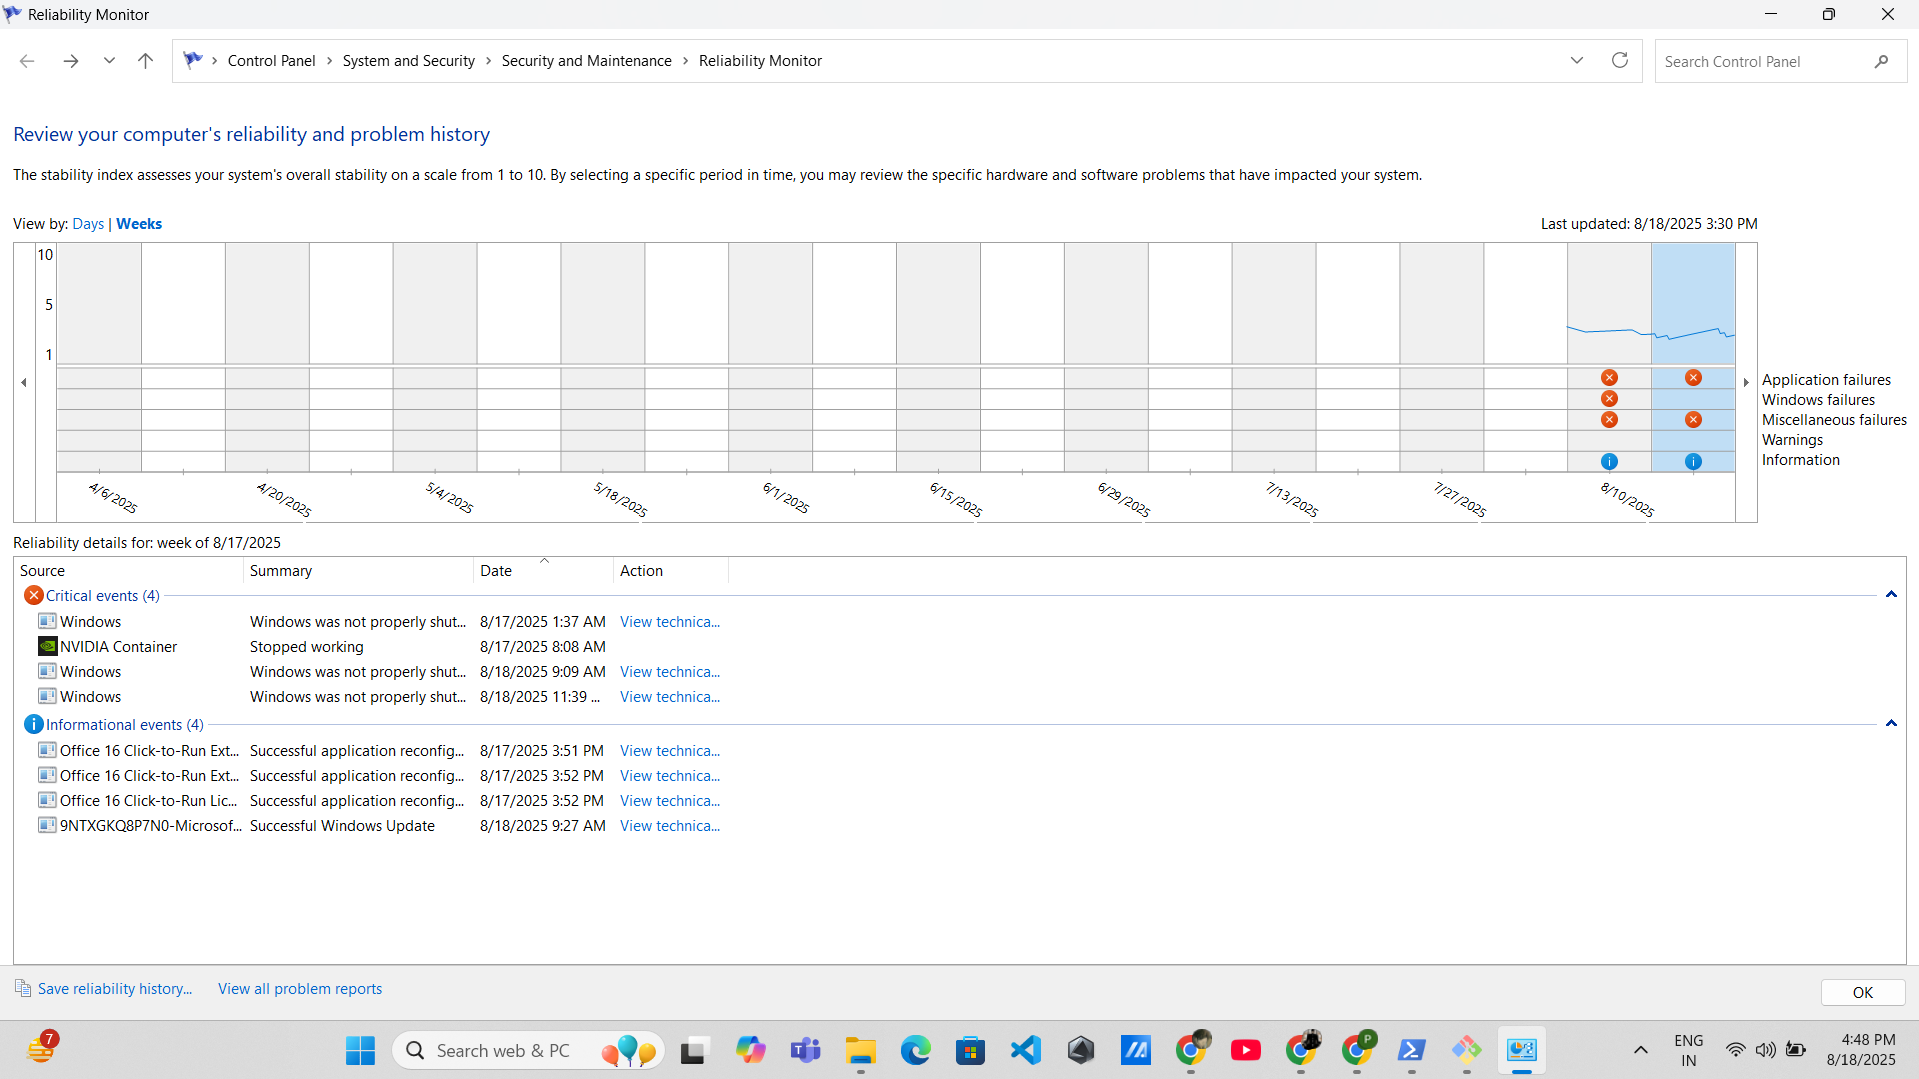 Reliability Monitor
Control Panel › System and Security › Security and Maintenance › Reliability Monitor
Search Control Panel
Review your computer's reliability and problem history
The stability index assesses your system's overall stability on a scale from 1 to 10. By selecting a specific period in time, you may review the specific hardware and software problems that have impacted your system.
View by: Days | Weeks
Last updated: 8/18/2025 3:30 PM
10
5
1
Application failures
Windows failures
Miscellaneous failures
Warnings
Information
4/6/2025 4/20/2025 5/4/2025 5/18/2025 6/1/2025 6/15/2025 6/29/2025 7/13/2025 7/27/2025 8/10/2025
Reliability details for: week of 8/17/2025
Source Summary Date Action
Critical events (4)
Windows Windows was not properly shut... 8/17/2025 1:37 AM View technica...
NVIDIA Container Stopped working 8/17/2025 8:08 AM
Windows Windows was not properly shut... 8/18/2025 9:09 AM View technica...
Windows Windows was not properly shut... 8/18/2025 11:39 ... View technica...
Informational events (4)
Office 16 Click-to-Run Ext... Successful application reconfig... 8/17/2025 3:51 PM View technica...
Office 16 Click-to-Run Ext... Successful application reconfig... 8/17/2025 3:52 PM View technica...
Office 16 Click-to-Run Lic... Successful application reconfig... 8/17/2025 3:52 PM View technica...
9NTXGKQ8P7N0-Microsof... Successful Windows Update 8/18/2025 9:27 AM View technica...
Save reliability history... View all problem reports
OK
7
Search web & PC
P
ENG
IN
4:48 PM
8/18/2025